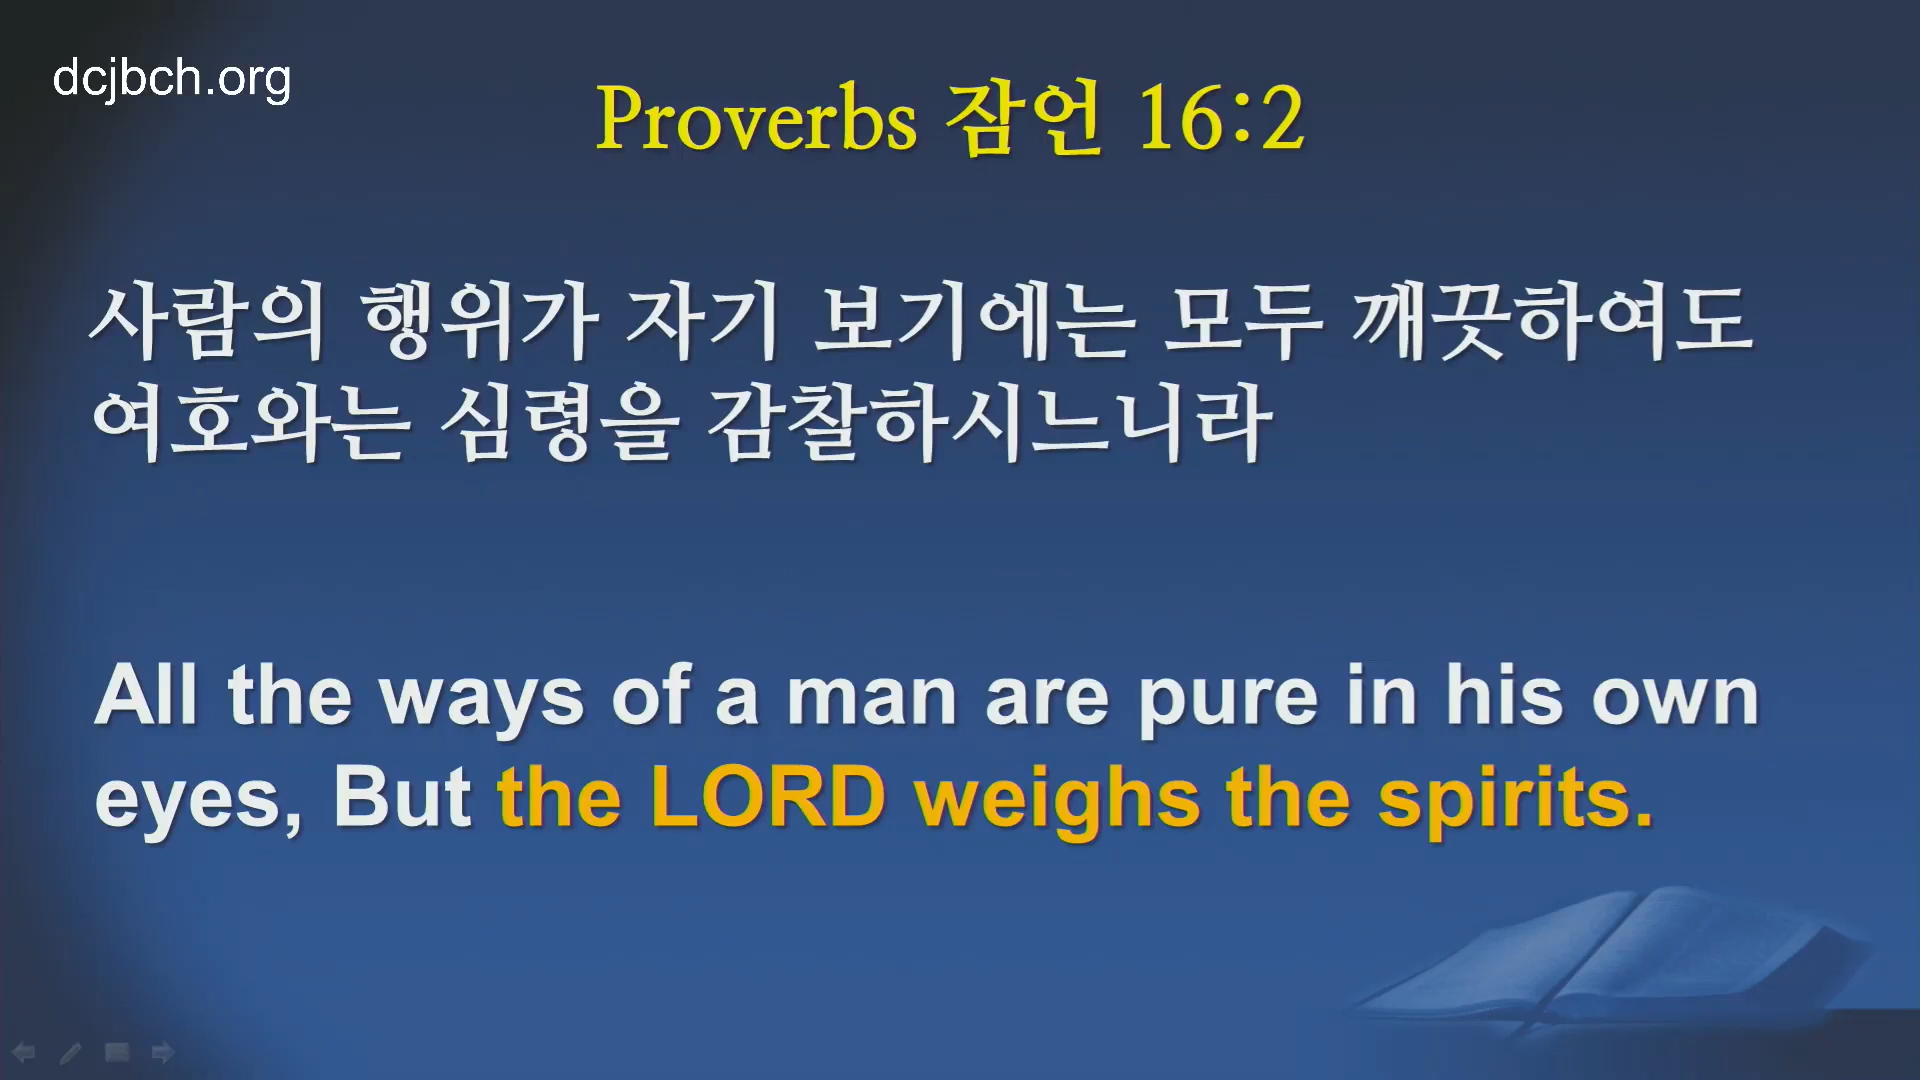 dcjbch.org
Proverbs 잠언 16:2
사람의 행위가 자기 보기에는 모두 깨끗하여도
여호와는 심령을 감찰하시느니라
All the ways of a man are pure in his own
eyes, But the LORD weighs the spirits.